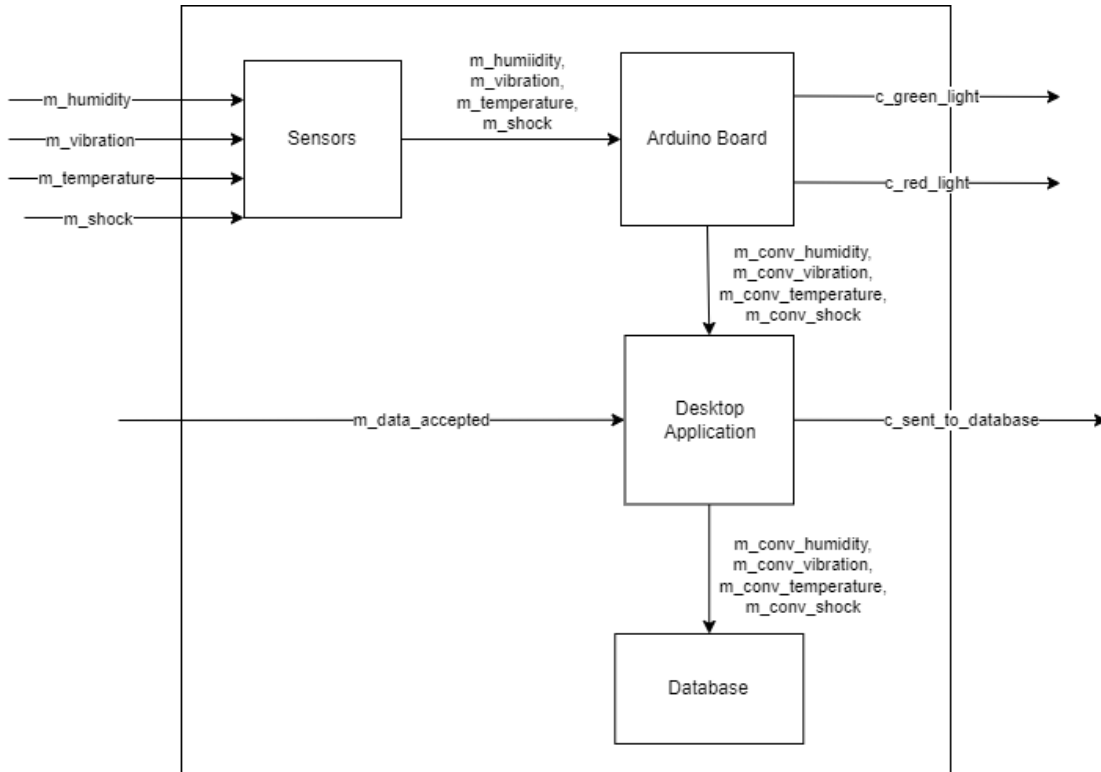 m_humidity
m_vibration
m_temperature
m_shock
Sensors
m_humiidity,
m_vibration,
m_temperature,
m_shock
Arduino Board
c_green_light
c_red_light
m_conv_humidity,
m_conv_vibration,
m_conv_temperature,
m_conv_shock
m_data_accepted
Desktop
Application
c_sent_to_database
m_conv_humidity,
m_conv_vibration,
m_conv_temperature,
m_conv_shock
Database